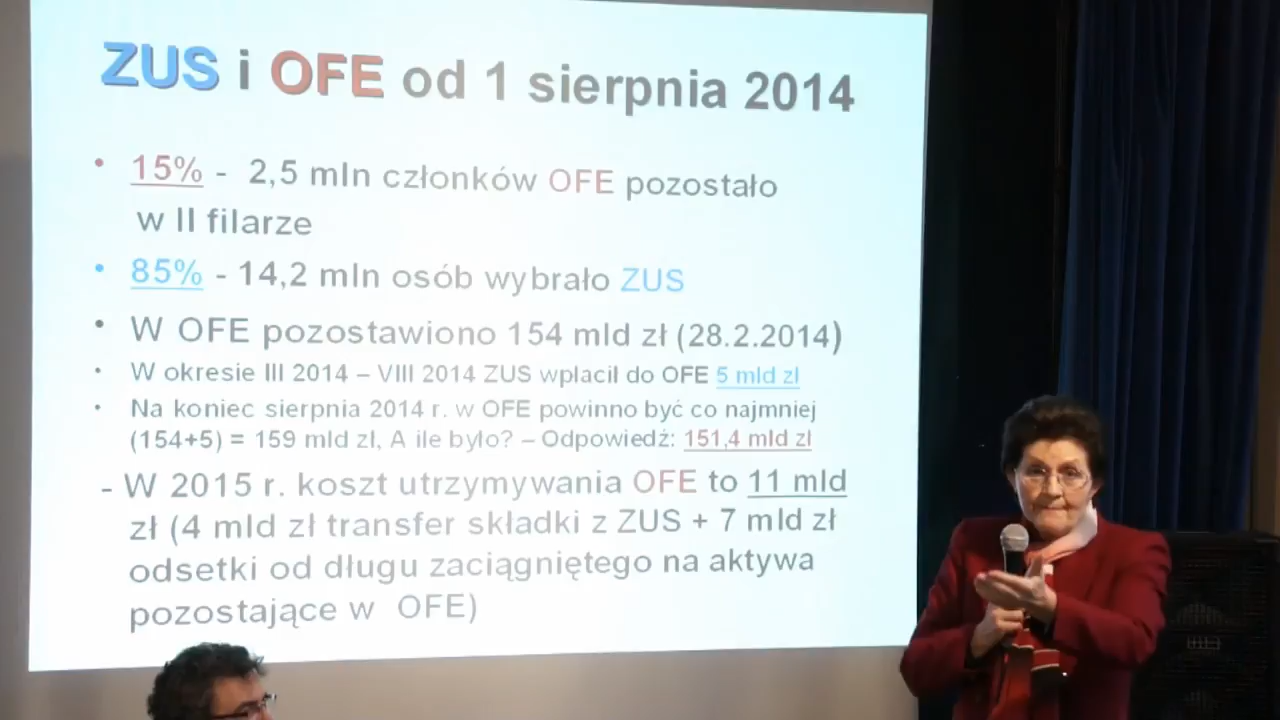 ZUS i OFE od 1 sierpnia 2014
• 15% - 2,5 mln członków OFE pozostało
w II filarze
• 85% - 14,2 mln osób wybrało ZUS
• W OFE pozostawiono 154 mld zł (28.2.2014)
• W okresie III 2014 – VIII 2014 ZUS wpłacił do OFE 5 mld zł
• Na koniec sierpnia 2014 r. w OFE powinno być co najmniej
(154+5) = 159 mld zł, A ile było? – Odpowiedź: 151,4 mld zł
- W 2015 r. koszt utrzymywania OFE to 11 mld
zł (4 mld zł transfer składki z ZUS + 7 mld zł
odsetki od długu zaciągniętego na aktywa
pozostające w OFE)